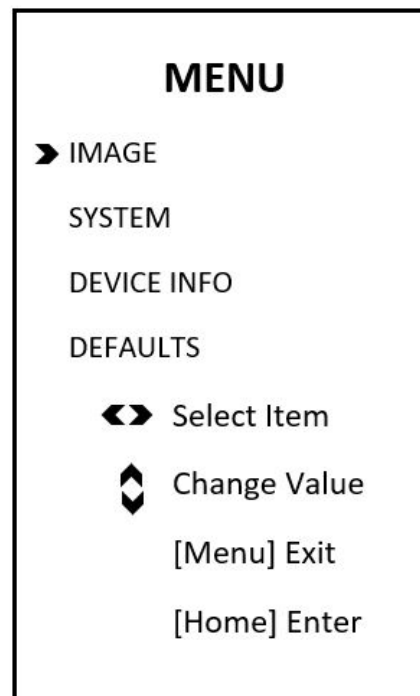 MENU
IMAGE
SYSTEM
DEVICE INFO
DEFAULTS
Select Item
Change Value
[Menu] Exit
[Home] Enter